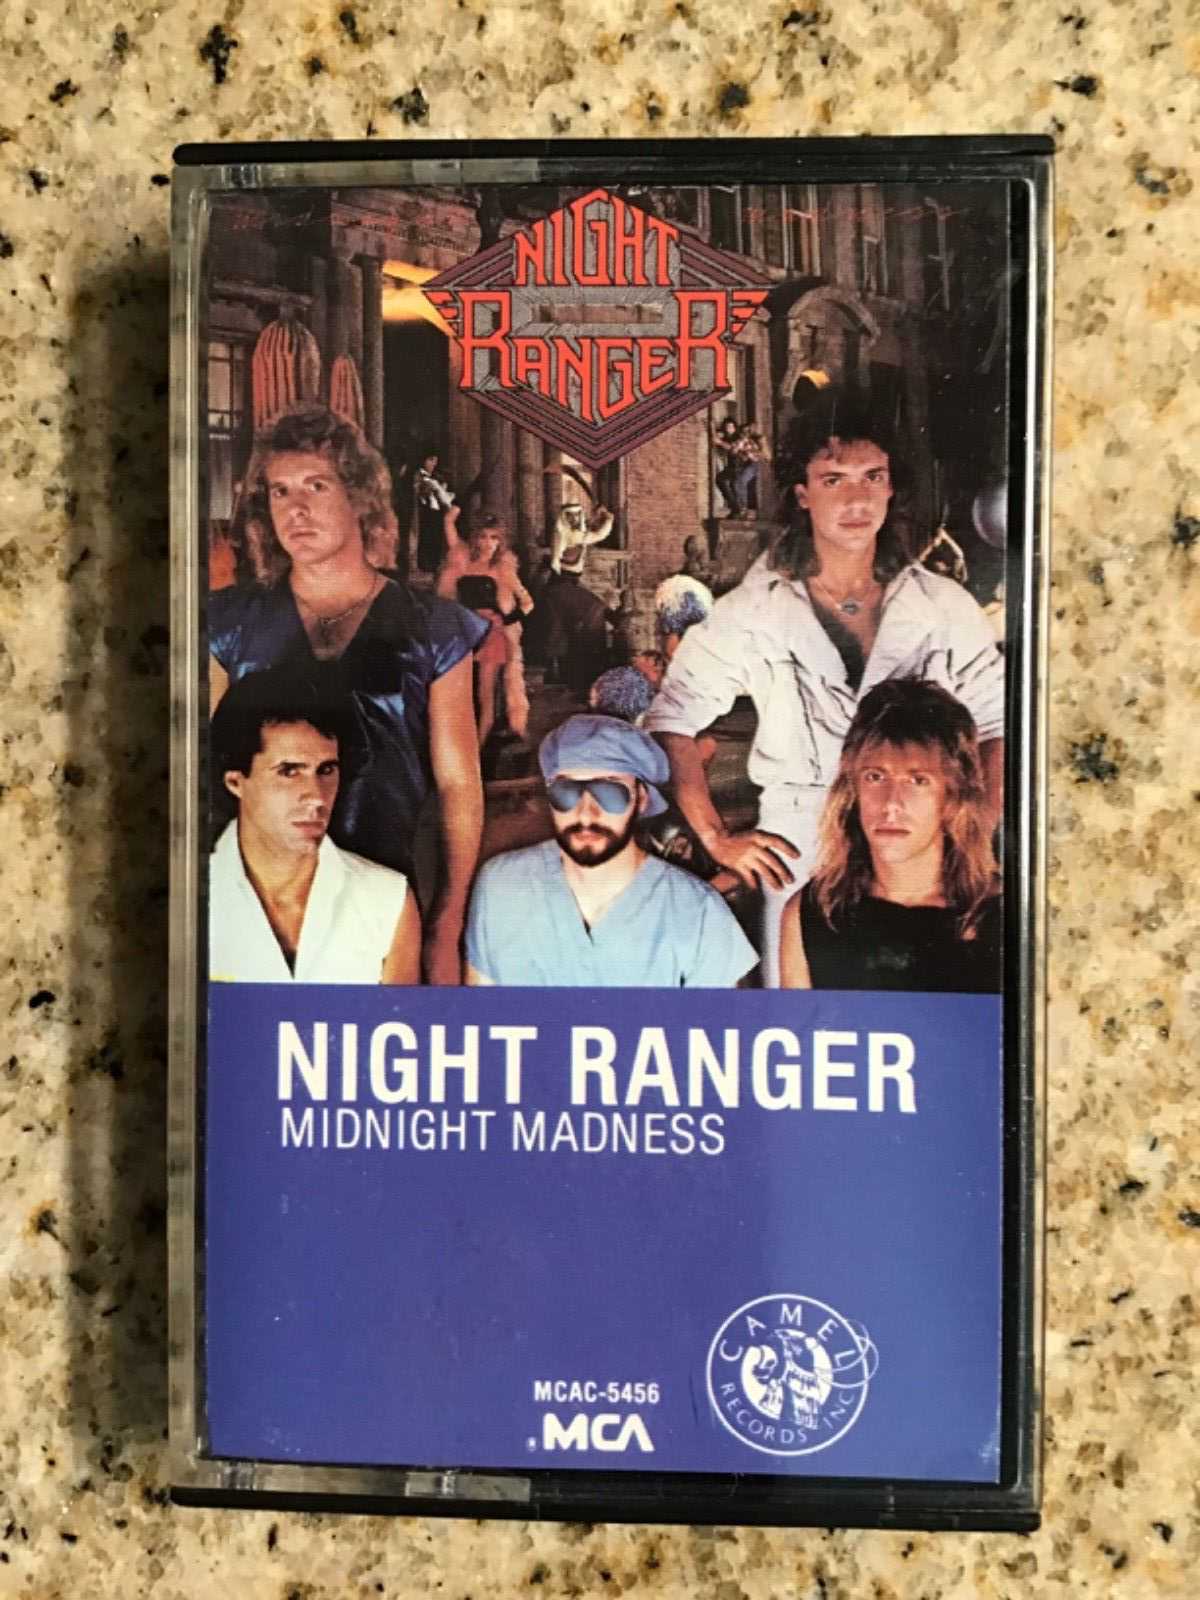 NIGHT
RANGER
NIGHT RANGER
MIDNIGHT MADNESS
MCAC-5456
MCA
CAMEL
RECORDS INC